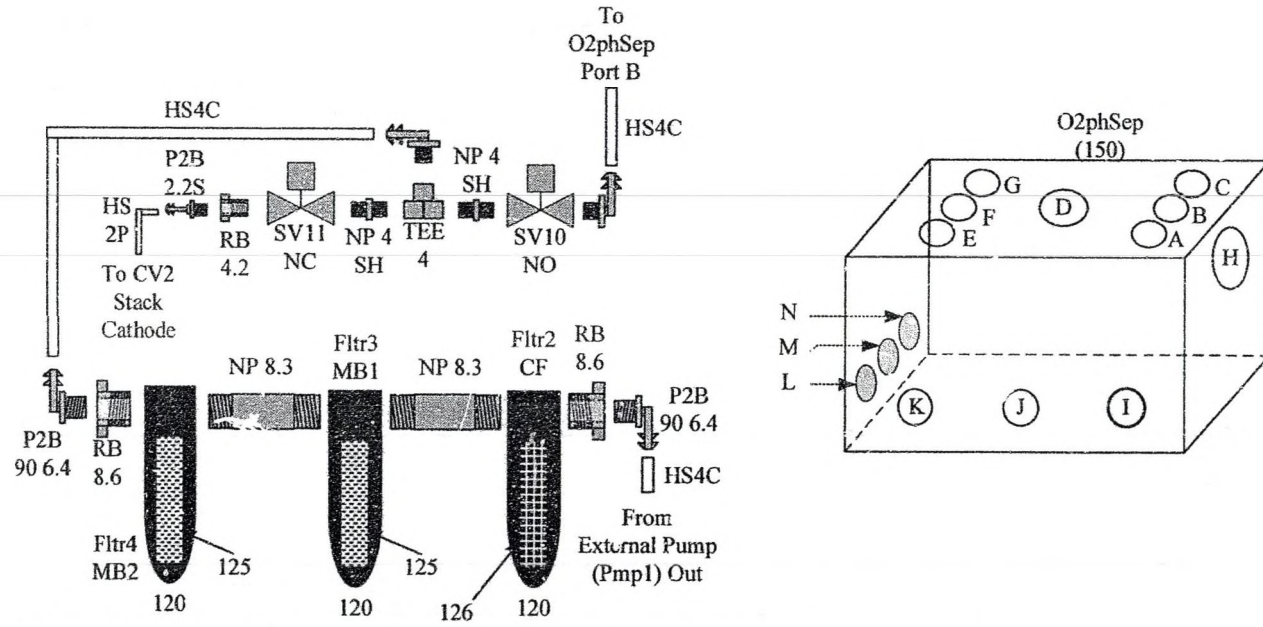 To
O2phSep
Port B
HS4C
HS4C
P2B
2.2S
NP 4
SH
HS
2P
RB
4.2
SV11
NC
NP 4
SH
TEE
4
SV10
NO
To CV2
Stack
Cathode
O2phSep
(150)
G
F
E
D
C
B
A
H
N
M
L
K
J
I
Fltr3
MB1
Fltr2
CF
RB
8.6
NP 8.3
NP 8.3
P2B
90 6.4
RB
8.6
P2B
90 6.4
HS4C
From
External Pump
(Pmp1) Out
Fltr4
MB2
125
125
120
120
126
120